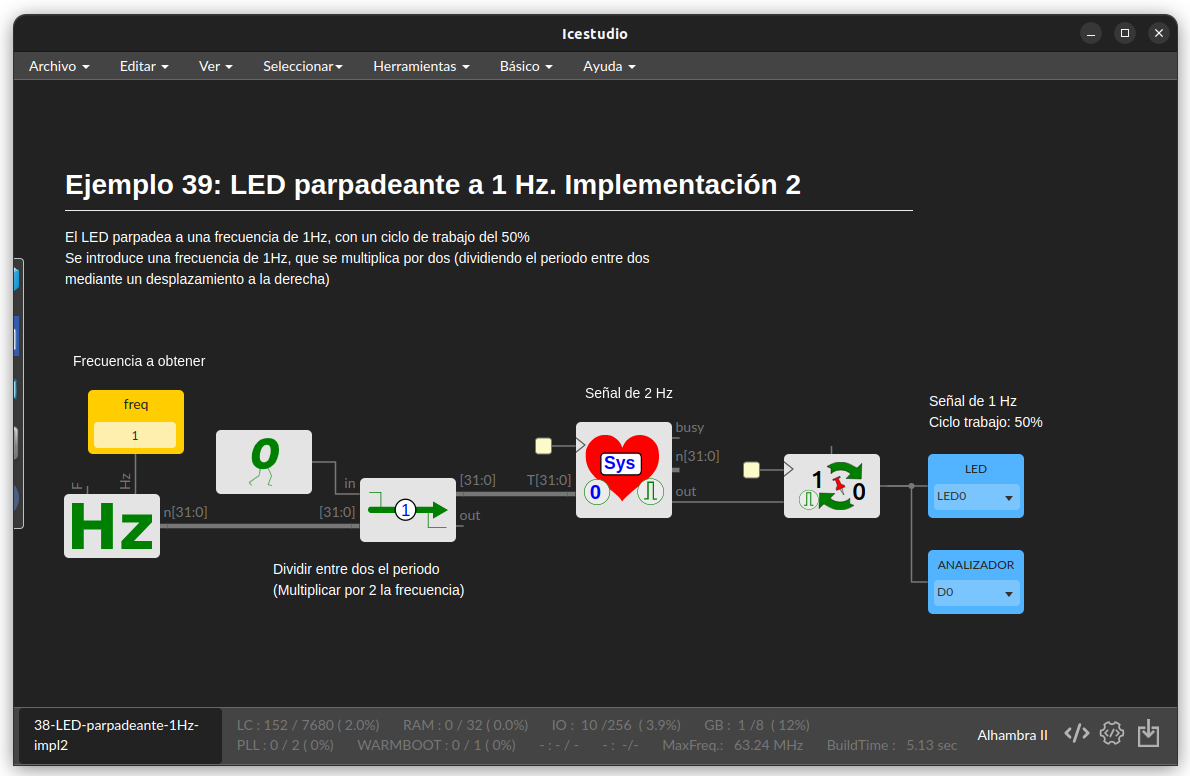 Icestudio
Archivo Editar Ver Seleccionar Herramientas Básico Ayuda
Ejemplo 39: LED parpadeante a 1 Hz. Implementación 2
El LED parpadea a una frecuencia de 1Hz, con un ciclo de trabajo del 50%
Se introduce una frecuencia de 1Hz, que se multiplica por dos (dividiendo el periodo entre dos
mediante un desplazamiento a la derecha)
Frecuencia a obtener
freq
1
F
Hz
Hz
n[31:0]
0
in
[31:0]
1
[31:0]
out
Dividir entre dos el periodo
(Multiplicar por 2 la frecuencia)
Señal de 2 Hz
T[31:0]
Sys
0
busy
n[31:0]
out
1
0
Señal de 1 Hz
Ciclo trabajo: 50%
LED
LED0
ANALIZADOR
D0
38-LED-parpadeante-1Hz-
impl2
LC : 152 / 7680 ( 2.0%) RAM : 0 / 32 ( 0.0%) IO : 10 /256 ( 3.9%) GB : 1 /8 ( 12%)
PLL : 0 / 2 ( 0%) WARMBOOT : 0 / 1 ( 0%) - : - / - - : -/- MaxFreq.: 63.24 MHz BuildTime : 5.13 sec
Alhambra II